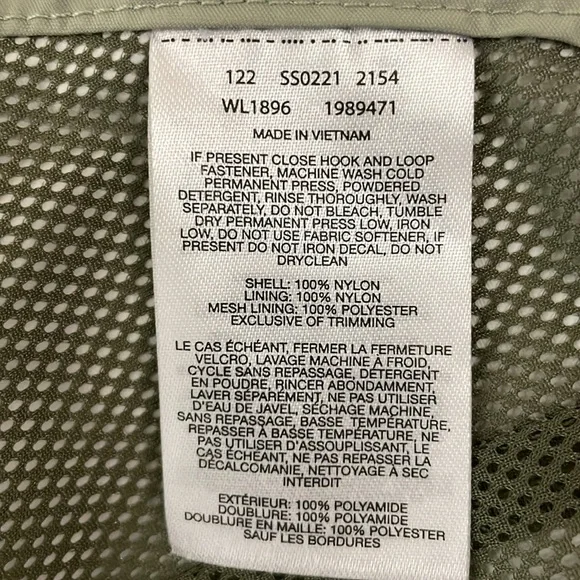 122 SS0221 2154
WL1896 1989471
MADE IN VIETNAM
IF PRESENT CLOSE HOOK AND LOOP
FASTENER, MACHINE WASH COLD
PERMANENT PRESS, POWDERED
DETERGENT, RINSE THOROUGHLY, WASH
SEPARATELY, DO NOT BLEACH, TUMBLE
DRY PERMANENT PRESS LOW, IRON
LOW, DO NOT USE FABRIC SOFTENER, IF
PRESENT DO NOT IRON DECAL, DO NOT
DRYCLEAN
SHELL: 100% NYLON
LINING: 100% NYLON
MESH LINING: 100% POLYESTER
EXCLUSIVE OF TRIMMING
LE CAS ÉCHÉANT, FERMER LA FERMETURE
VELCRO, LAVAGE MACHINE À FROID,
CYCLE SANS REPASSAGE, DÉTERGENT
EN POUDRE, RINCER ABONDAMMENT,
LAVER SÉPARÉMENT, NE PAS UTILISER
D'EAU DE JAVEL, SÉCHAGE MACHINE,
SANS REPASSAGE, BASSE TEMPÉRATURE,
REPASSER À BASSE TEMPÉRATURE, NE
PAS UTILISER D'ASSOUPLISSANT, LE
CAS ÉCHÉANT, NE PAS REPASSER LA
DÉCALCOMANIE, NETTOYAGE À SEC
INTERDIT
EXTÉRIEUR: 100% POLYAMIDE
DOUBLURE: 100% POLYAMIDE
DOUBLURE EN MAILLE: 100% POLYESTER
SAUF LES BORDURES